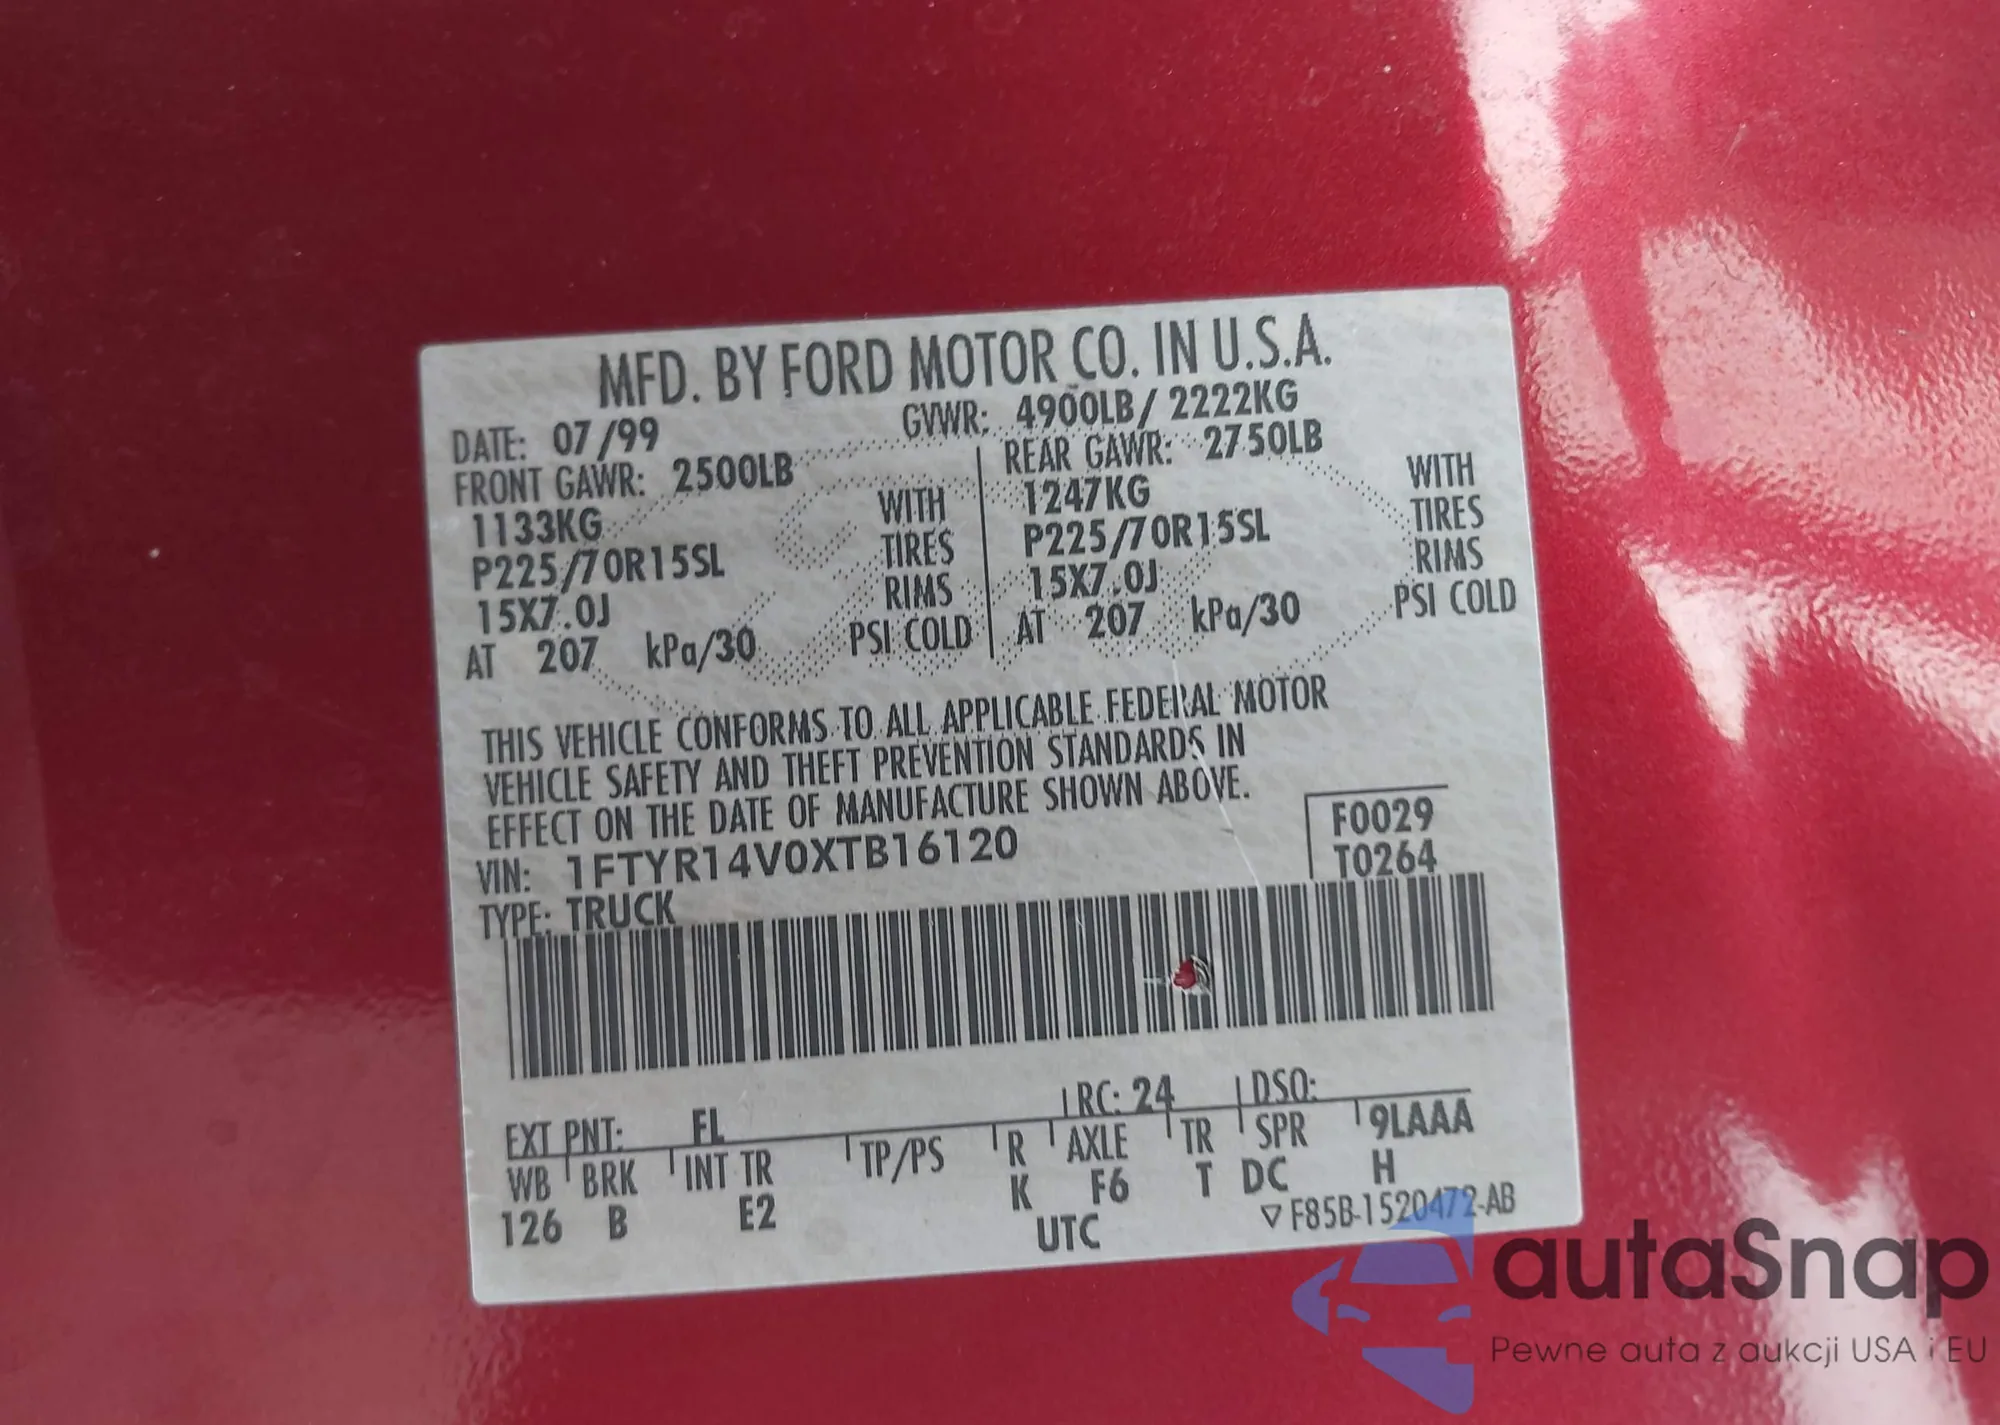 MFD. BY FORD MOTOR CO. IN U.S.A.
DATE: 07/99 GVWR: 4900LB/ 2222KG
FRONT GAWR: 2500LB REAR GAWR: 2750LB
1133KG WITH 1247KG WITH
P225/70R15SL TIRES P225/70R15SL TIRES
15X7.0J RIMS 15X7.0J RIMS
AT 207 kPa/30 PSI COLD AT 207 kPa/30 PSI COLD
THIS VEHICLE CONFORMS TO ALL APPLICABLE FEDERAL MOTOR
VEHICLE SAFETY AND THEFT PREVENTION STANDARDS IN
EFFECT ON THE DATE OF MANUFACTURE SHOWN ABOVE.
VIN: 1FTYR14V0XTB16120 F0029
TYPE: TRUCK T0264
EXT PNT: FL RC: 24 DSO:
WB BRK INT TR TP/PS R AXLE TR SPR 9LAAA
126 B E2 K F6 T DC H
UTC ▽F85B-1520472-AB
autaSnap
Pewne auta z aukcji USA i EU